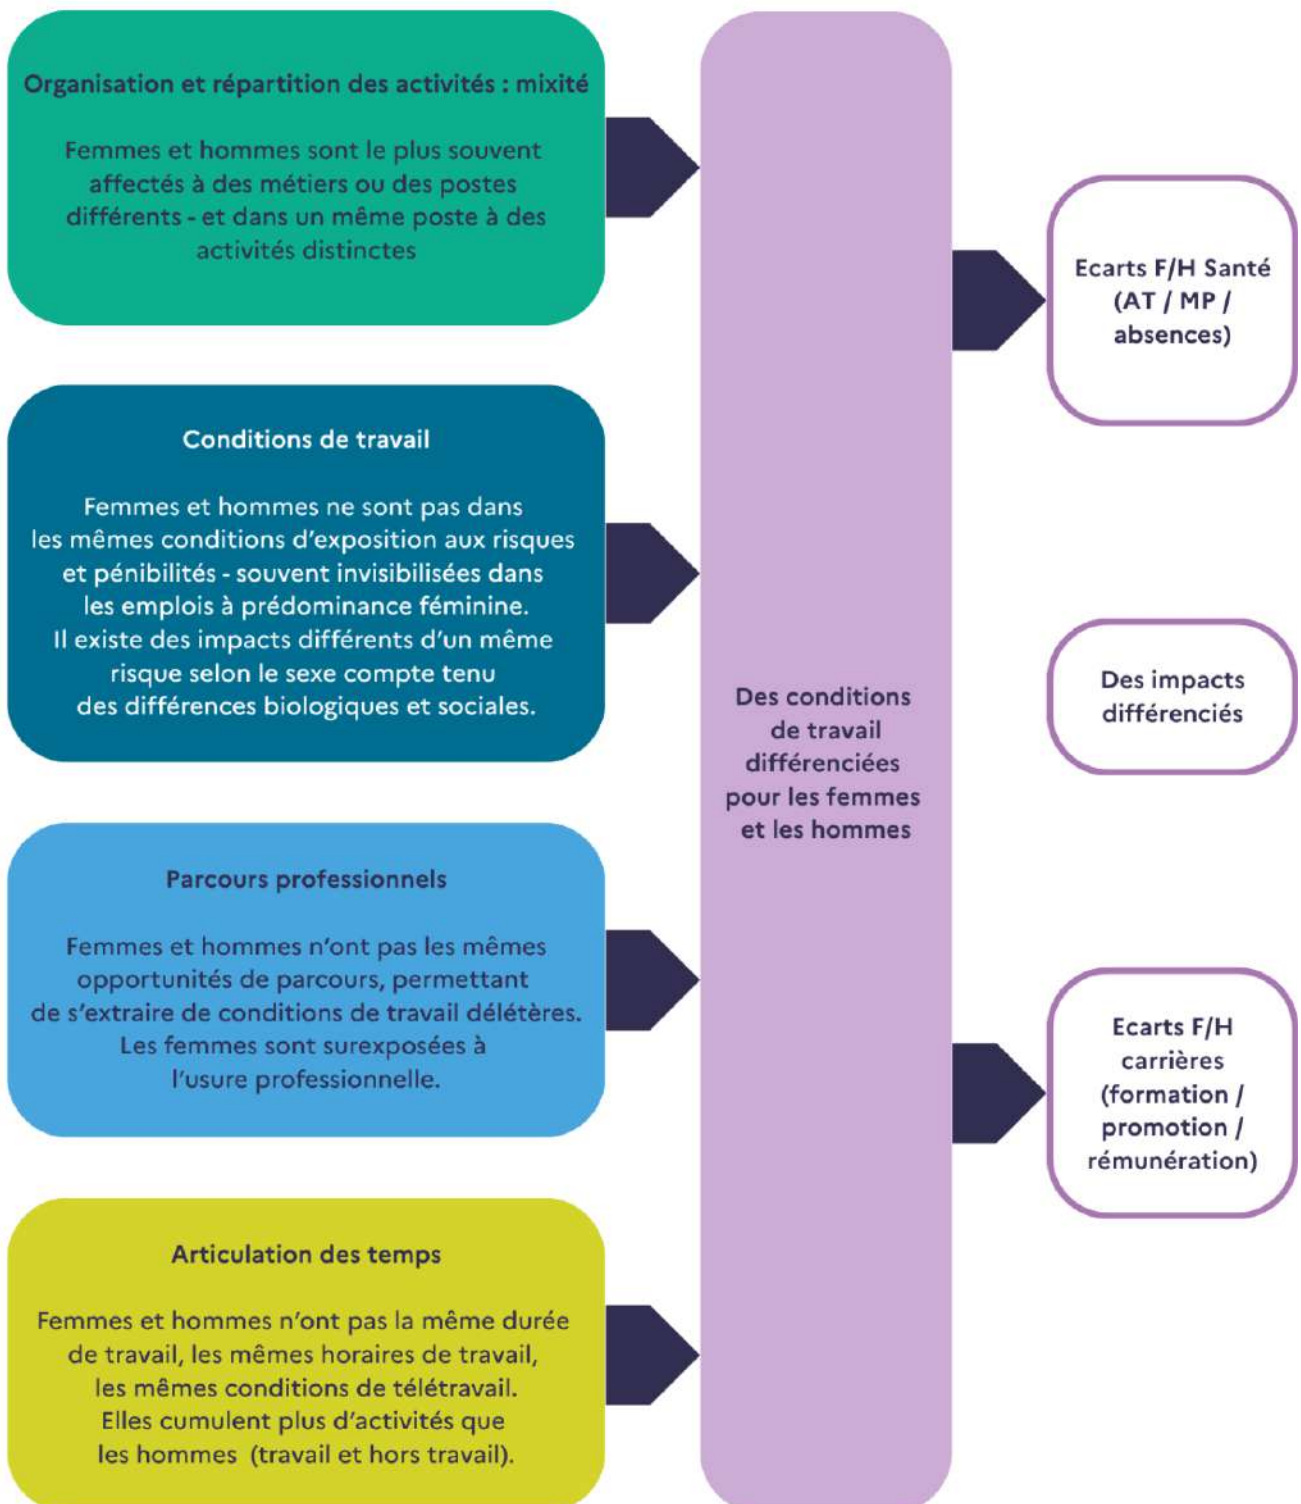 Organisation et répartition des activités : mixité
Femmes et hommes sont le plus souvent
affectés à des métiers ou des postes
différents - et dans un même poste à des
activités distinctes
Conditions de travail
Femmes et hommes ne sont pas dans
les mêmes conditions d'exposition aux risques
et pénibilités - souvent invisibilisées dans
les emplois à prédominance féminine.
Il existe des impacts différents d'un même
risque selon le sexe compte tenu
des différences biologiques et sociales.
Parcours professionnels
Femmes et hommes n'ont pas les mêmes
opportunités de parcours, permettant
de s'extraire de conditions de travail délétères.
Les femmes sont surexposées à
l'usure professionnelle.
Articulation des temps
Femmes et hommes n'ont pas la même durée
de travail, les mêmes horaires de travail,
les mêmes conditions de télétravail.
Elles cumulent plus d'activités que
les hommes (travail et hors travail).
Des conditions
de travail
différenciées
pour les femmes
et les hommes
Ecarts F/H Santé
(AT / MP /
absences)
Des impacts
différenciés
Ecarts F/H
carrières
(formation /
promotion /
rémunération)